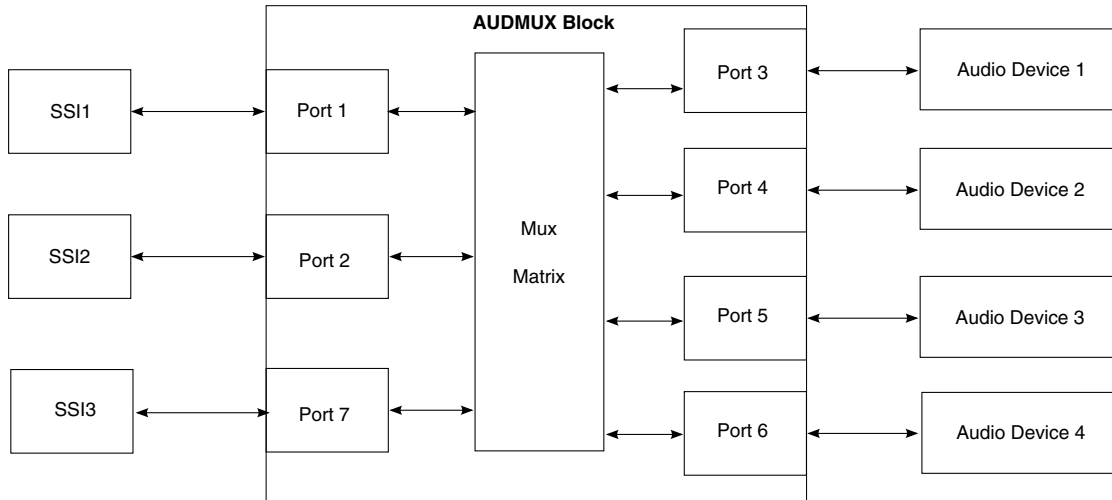 AUDMUX Block
SSI1
Port 1
Port 3
Audio Device 1
Port 4
Audio Device 2
SSI2
Port 2
Mux
Matrix
Port 5
Audio Device 3
SSI3
Port 7
Port 6
Audio Device 4